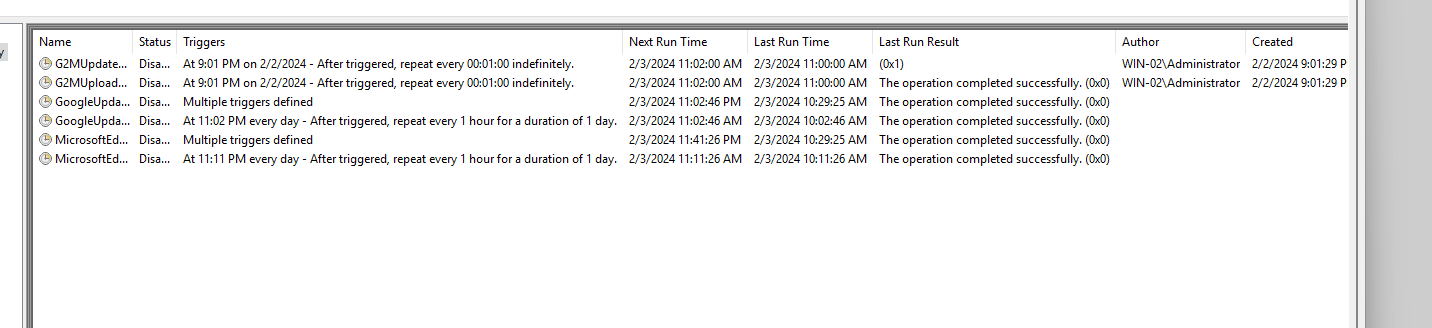 y
Name Status Triggers Next Run Time Last Run Time Last Run Result Author Created
G2MUpdate... Disa... At 9:01 PM on 2/2/2024 - After triggered, repeat every 00:01:00 indefinitely. 2/3/2024 11:02:00 AM 2/3/2024 11:00:00 AM (0x1) WIN-02\Administrator 2/2/2024 9:01:29 P
G2MUpload... Disa... At 9:01 PM on 2/2/2024 - After triggered, repeat every 00:01:00 indefinitely. 2/3/2024 11:02:00 AM 2/3/2024 11:00:00 AM The operation completed successfully. (0x0) WIN-02\Administrator 2/2/2024 9:01:29 P
GoogleUpda... Disa... Multiple triggers defined 2/3/2024 11:02:46 PM 2/3/2024 10:29:25 AM The operation completed successfully. (0x0)
GoogleUpda... Disa... At 11:02 PM every day - After triggered, repeat every 1 hour for a duration of 1 day. 2/3/2024 11:02:46 AM 2/3/2024 10:02:46 AM The operation completed successfully. (0x0)
MicrosoftEd... Disa... Multiple triggers defined 2/3/2024 11:41:26 PM 2/3/2024 10:29:25 AM The operation completed successfully. (0x0)
MicrosoftEd... Disa... At 11:11 PM every day - After triggered, repeat every 1 hour for a duration of 1 day. 2/3/2024 11:11:26 AM 2/3/2024 10:11:26 AM The operation completed successfully. (0x0)